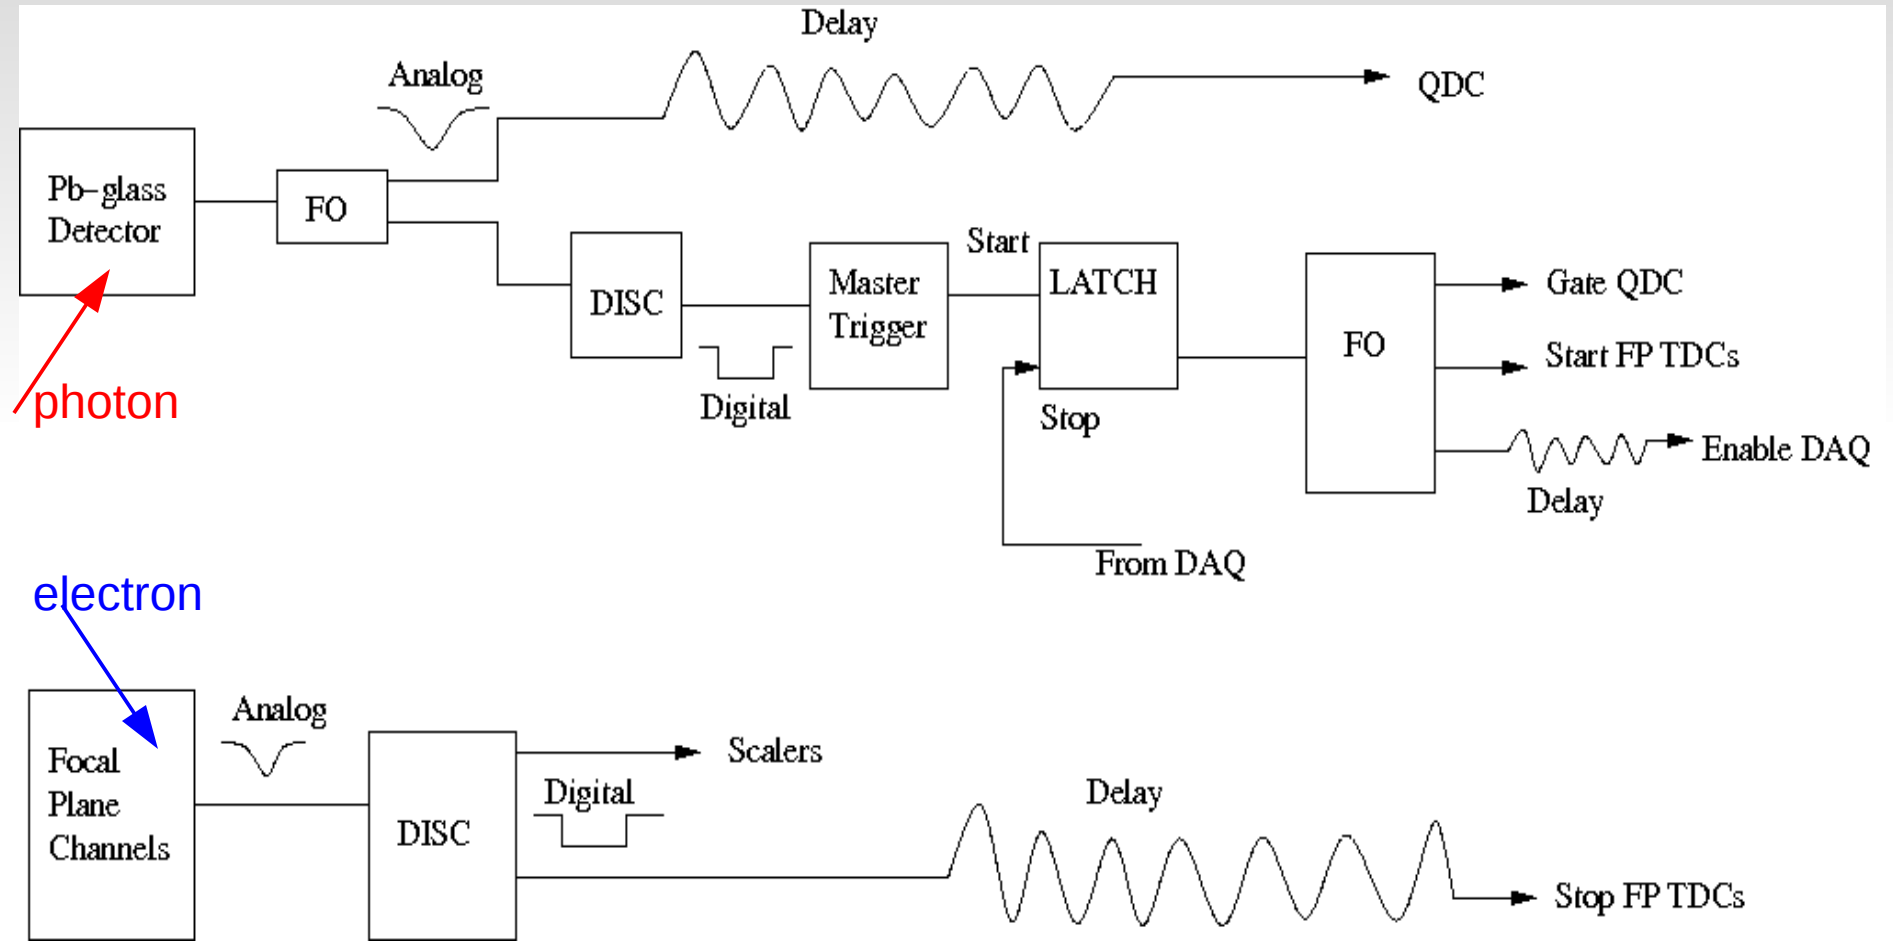 Delay
Analog
QDC
Pb-glass
Detector
FO
Start
Master
Trigger
LATCH
DISC
Gate QDC
FO
Start FP TDCs
photon
Digital
Stop
Enable DAQ
Delay
From DAQ
electron
Analog
Scalers
Focal
Plane
Channels
Digital
DISC
Delay
Stop FP TDCs